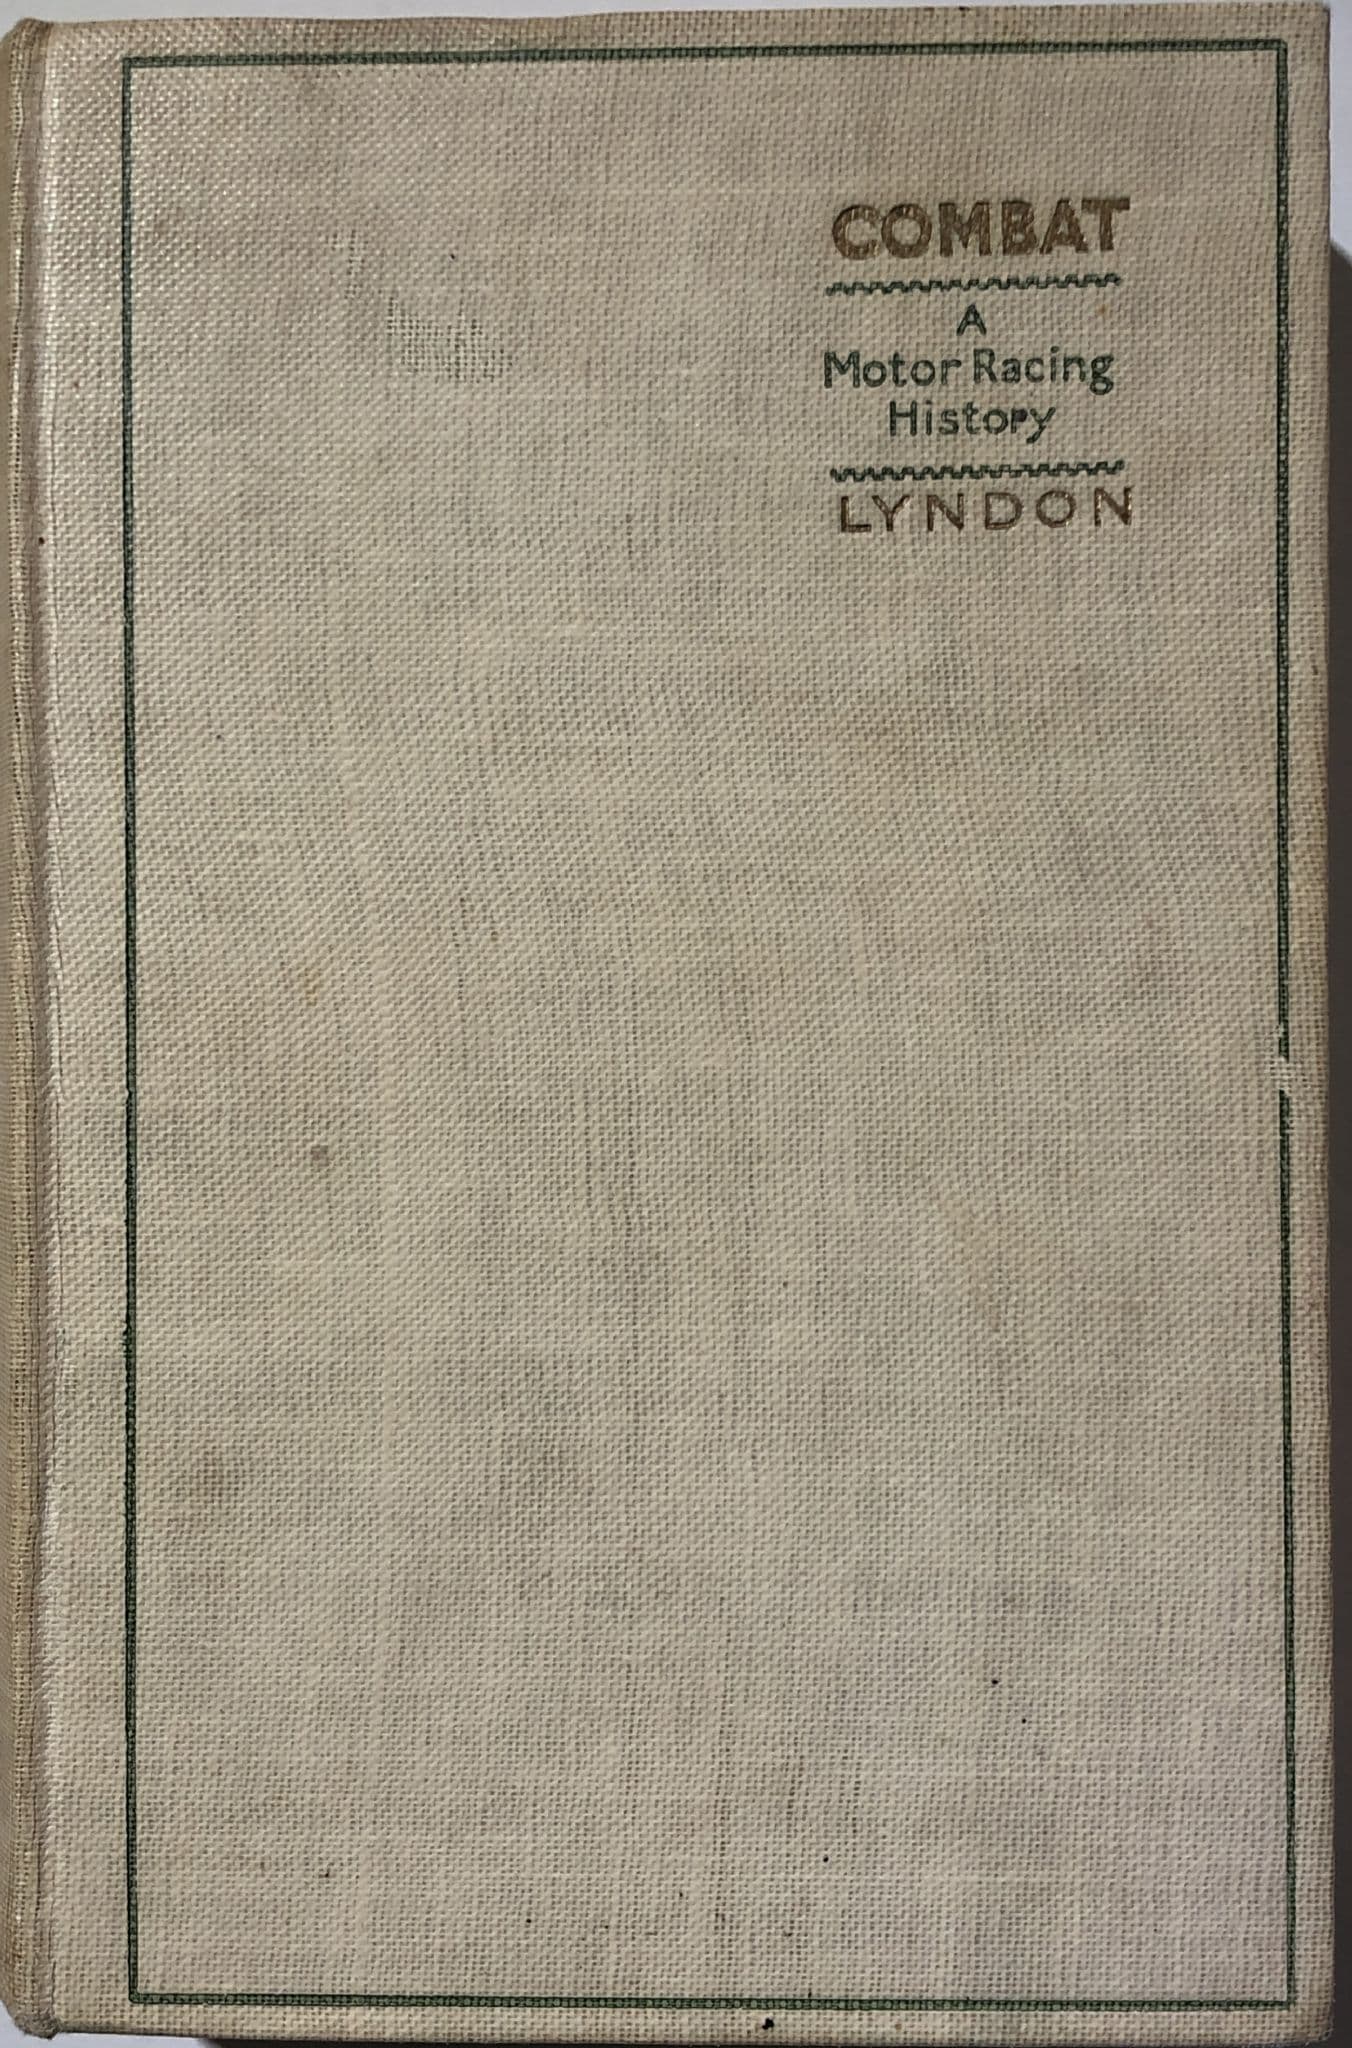 COMBAT
A
Motor Racing
History
LYNDON